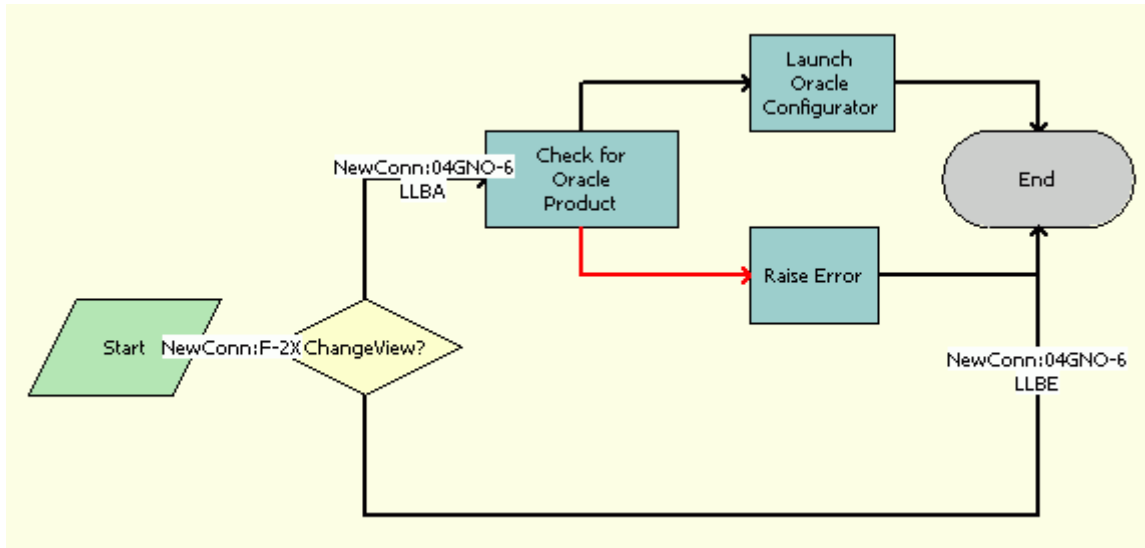 Launch
Oracle
Configurator
NewConn:04GNO-6
LLBA
Check for
Oracle
Product
End
Raise Error
Start
NewConn:F-2X
ChangeView?
NewConn:04GNO-6
LLBE